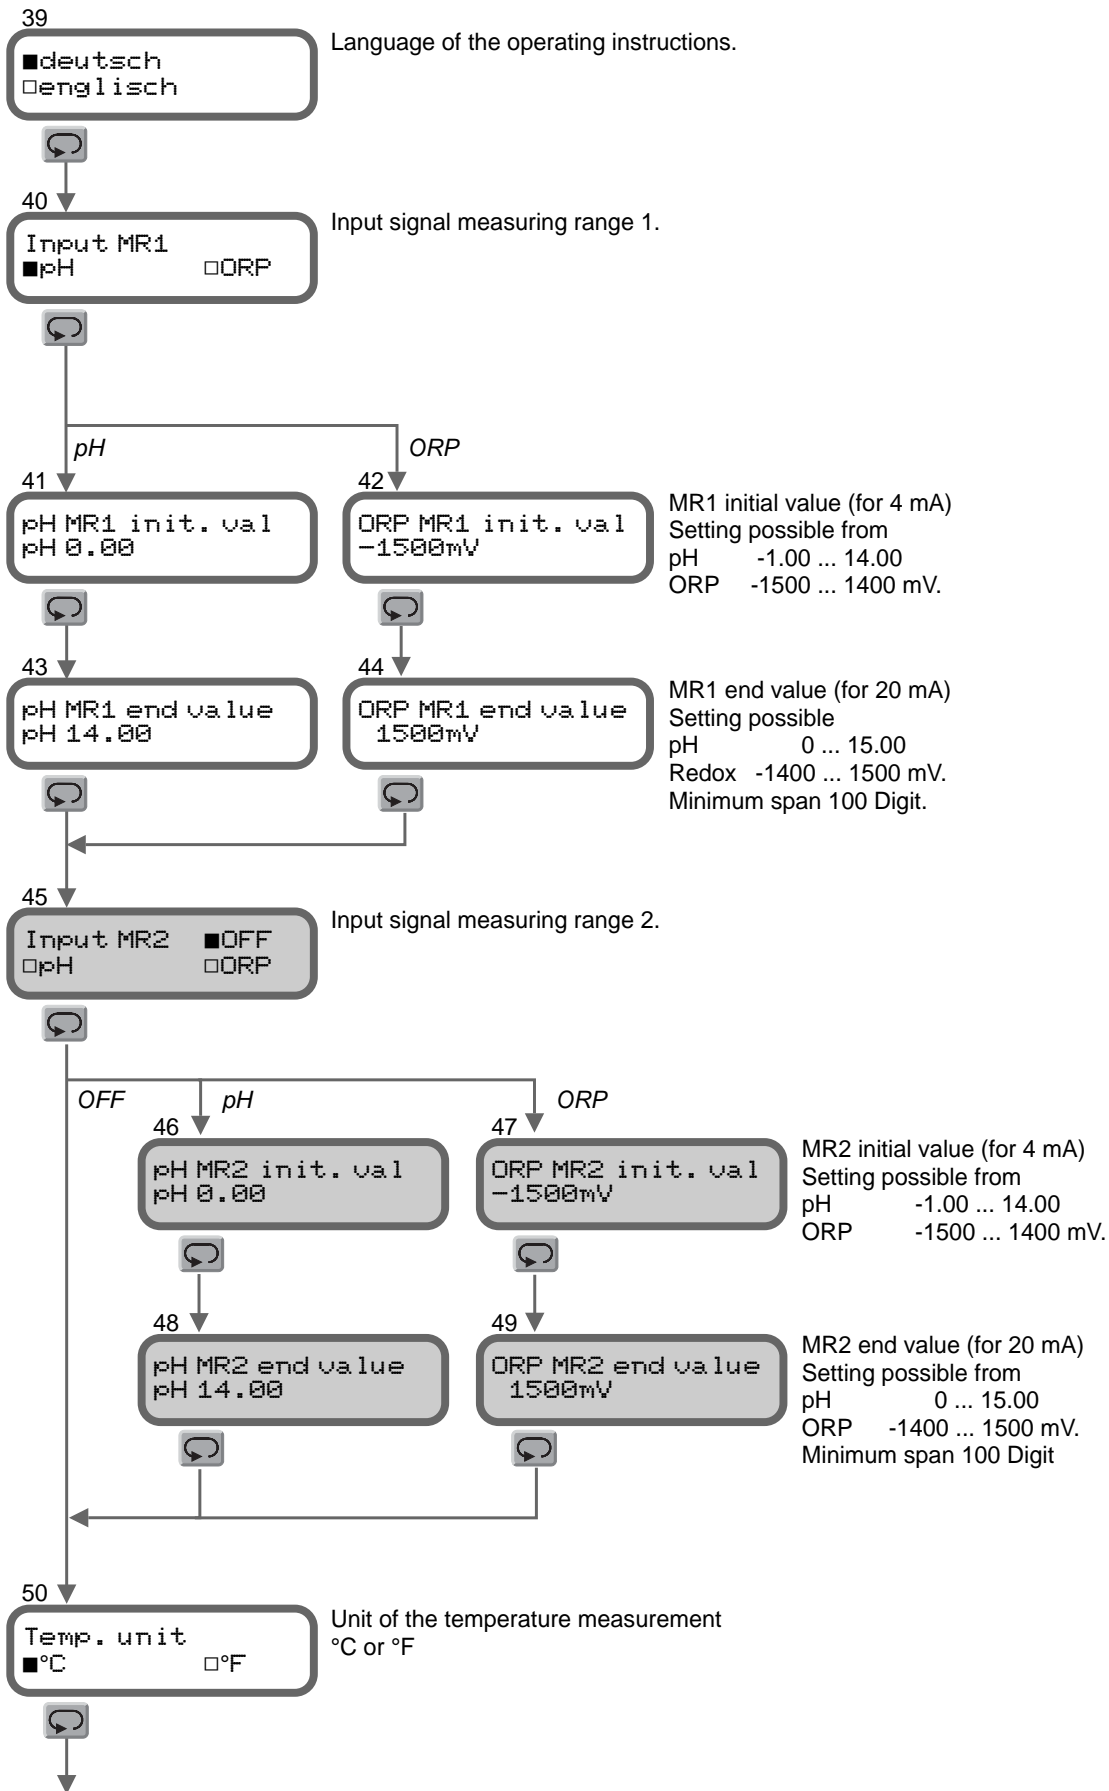 39
■deutsch
□englisch
Language of the operating instructions.
40
Input MR1
■pH □ORP
Input signal measuring range 1.
pH
ORP
41
pH MR1 init. val
pH 0.00
42
ORP MR1 init. val
-1500mV
MR1 initial value (for 4 mA)
Setting possible from
pH -1.00 ... 14.00
ORP -1500 ... 1400 mV.
43
pH MR1 end value
pH 14.00
44
ORP MR1 end value
1500mV
MR1 end value (for 20 mA)
Setting possible
pH 0 ... 15.00
Redox -1400 ... 1500 mV.
Minimum span 100 Digit.
45
Input MR2 ■OFF
□pH □ORP
Input signal measuring range 2.
OFF
pH
ORP
46
pH MR2 init. val
pH 0.00
47
ORP MR2 init. val
-1500mV
MR2 initial value (for 4 mA)
Setting possible from
pH -1.00 ... 14.00
ORP -1500 ... 1400 mV.
48
pH MR2 end value
pH 14.00
49
ORP MR2 end value
1500mV
MR2 end value (for 20 mA)
Setting possible from
pH 0 ... 15.00
ORP -1400 ... 1500 mV.
Minimum span 100 Digit
50
Temp. unit
■°C □°F
Unit of the temperature measurement
°C or °F